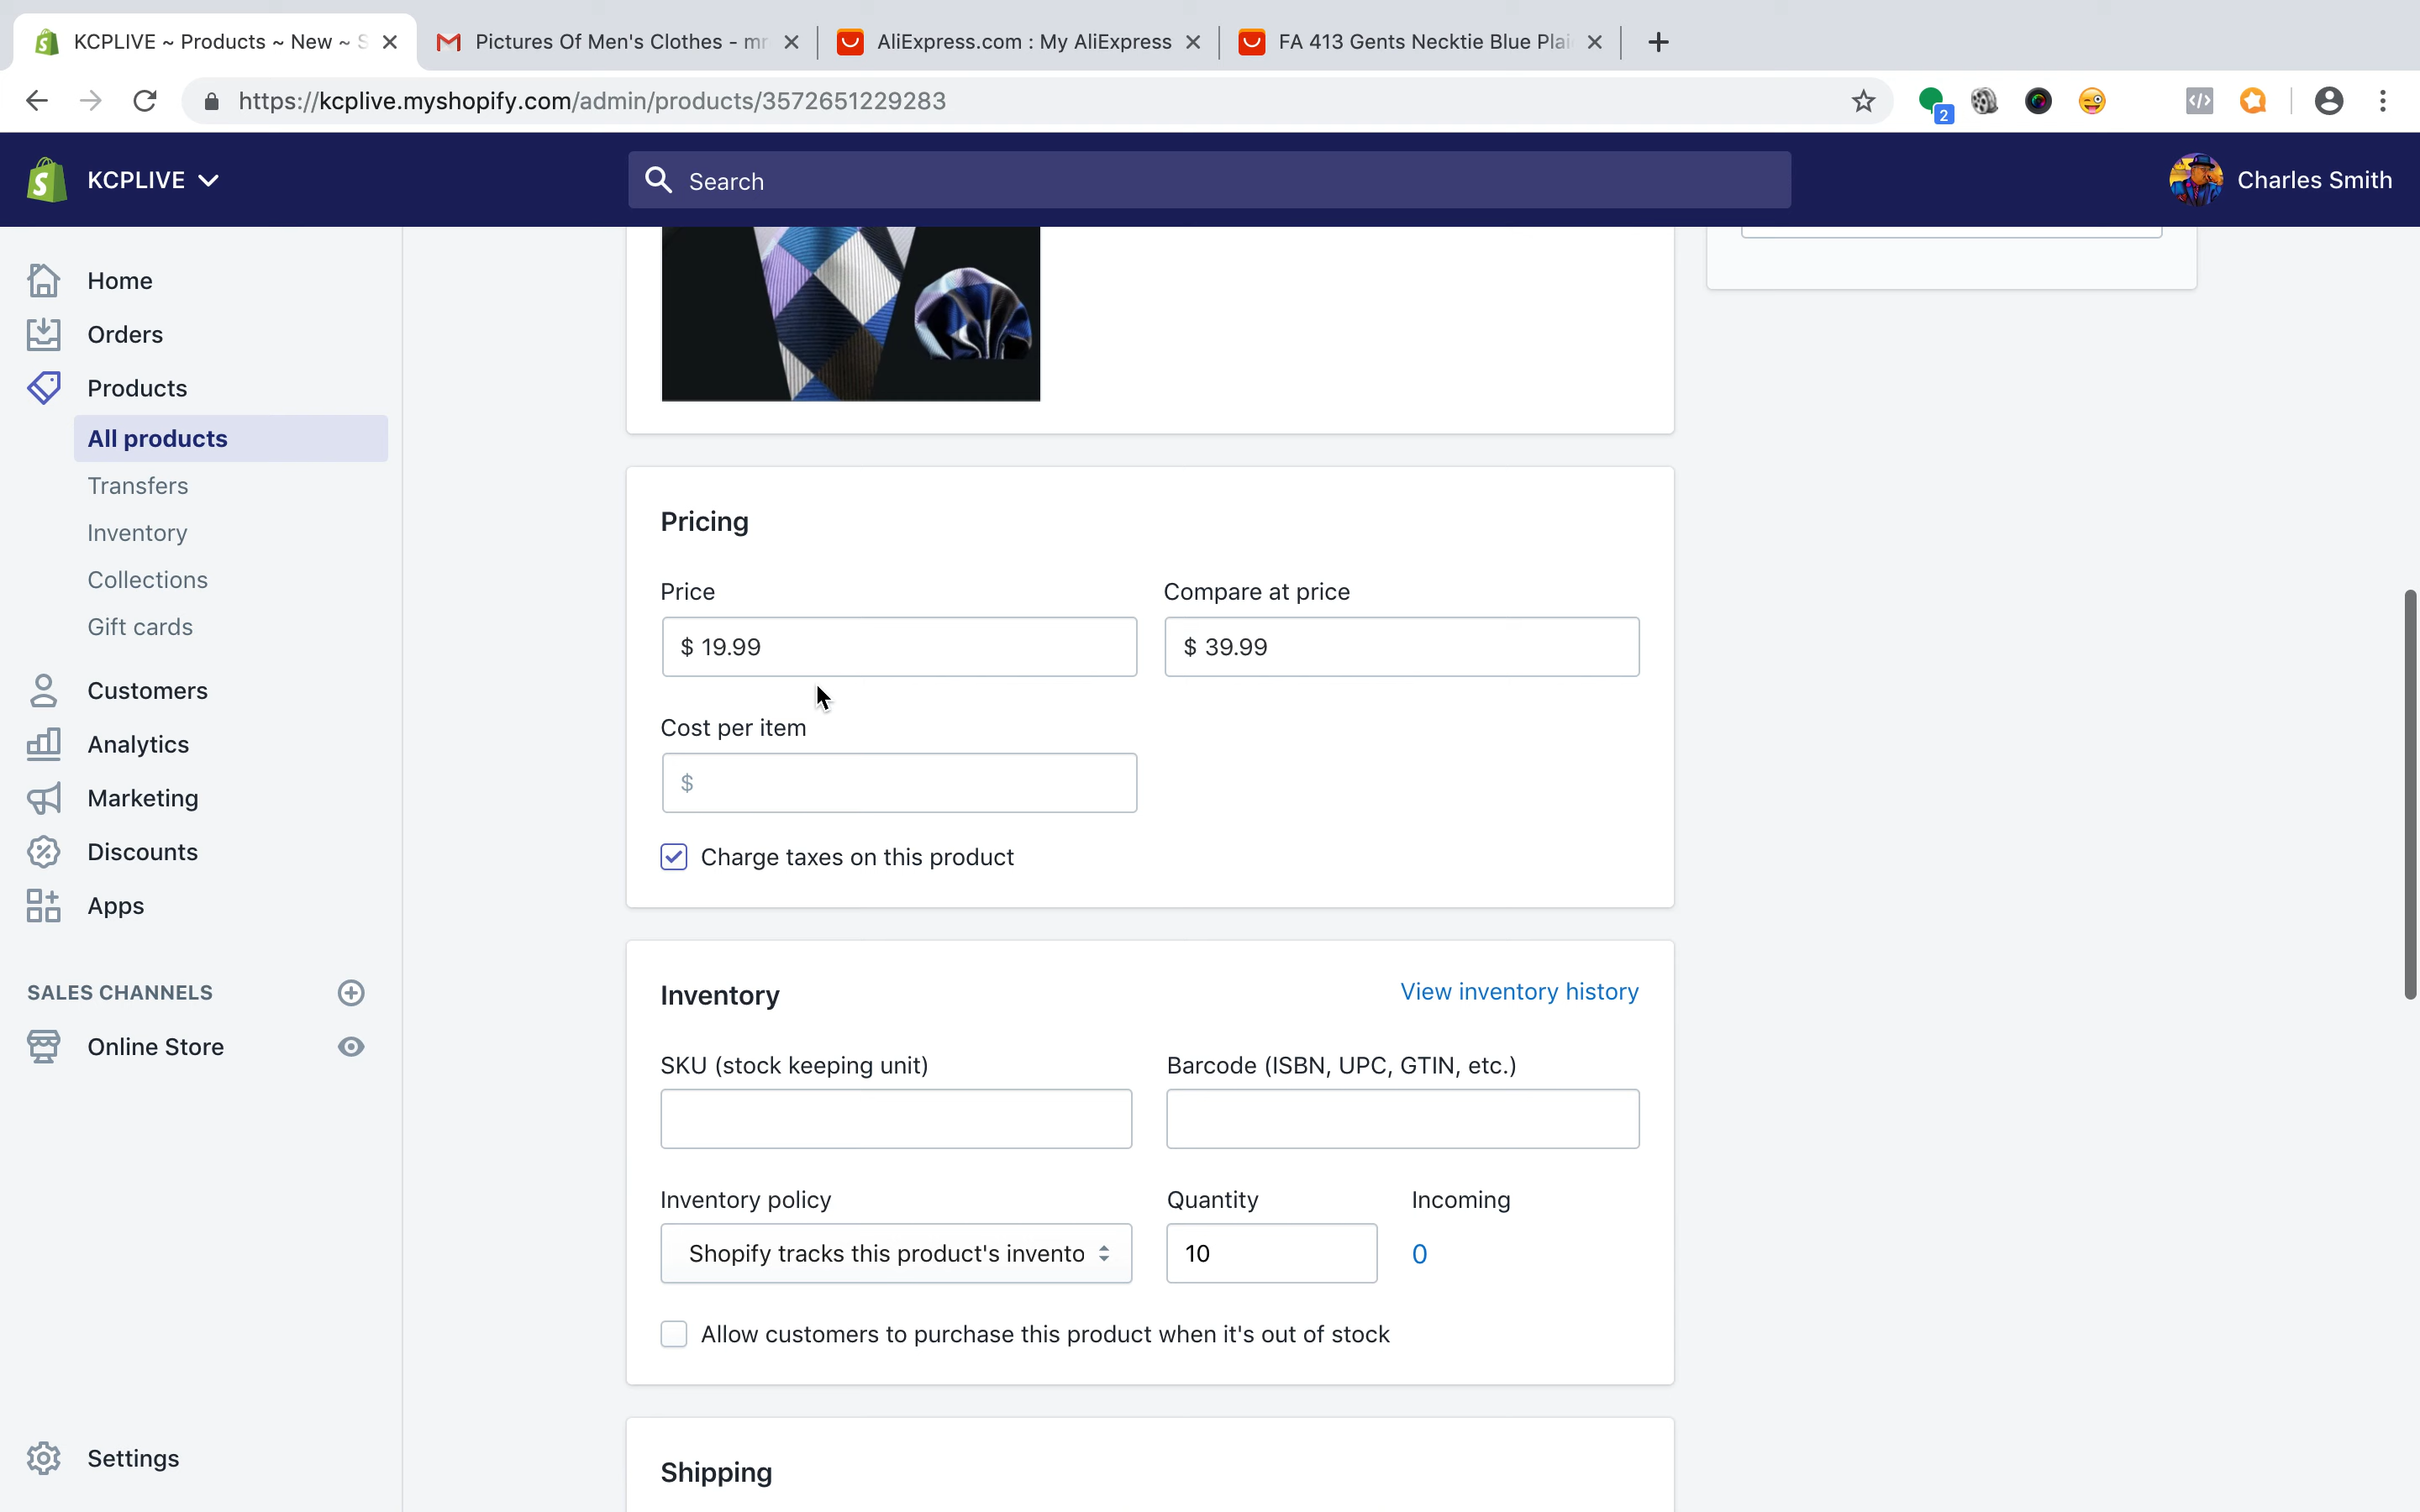 KCPLIVE ~ Products ~ New ~ S
Pictures Of Men's Clothes - mr
AliExpress.com : My AliExpress
FA 413 Gents Necktie Blue Plai
https://kcplive.myshopify.com/admin/products/3572651229283
2
KCPLIVE
Search
Charles Smith
Home
Orders
Products
All products
Transfers
Inventory
Collections
Gift cards
Customers
Analytics
Marketing
Discounts
Apps
SALES CHANNELS
Online Store
Settings
Pricing
Price
Compare at price
$ 19.99
$ 39.99
Cost per item
$
Charge taxes on this product
Inventory
View inventory history
SKU (stock keeping unit)
Barcode (ISBN, UPC, GTIN, etc.)
Inventory policy
Quantity
Incoming
Shopify tracks this product's invento
10
0
Allow customers to purchase this product when it's out of stock
Shipping